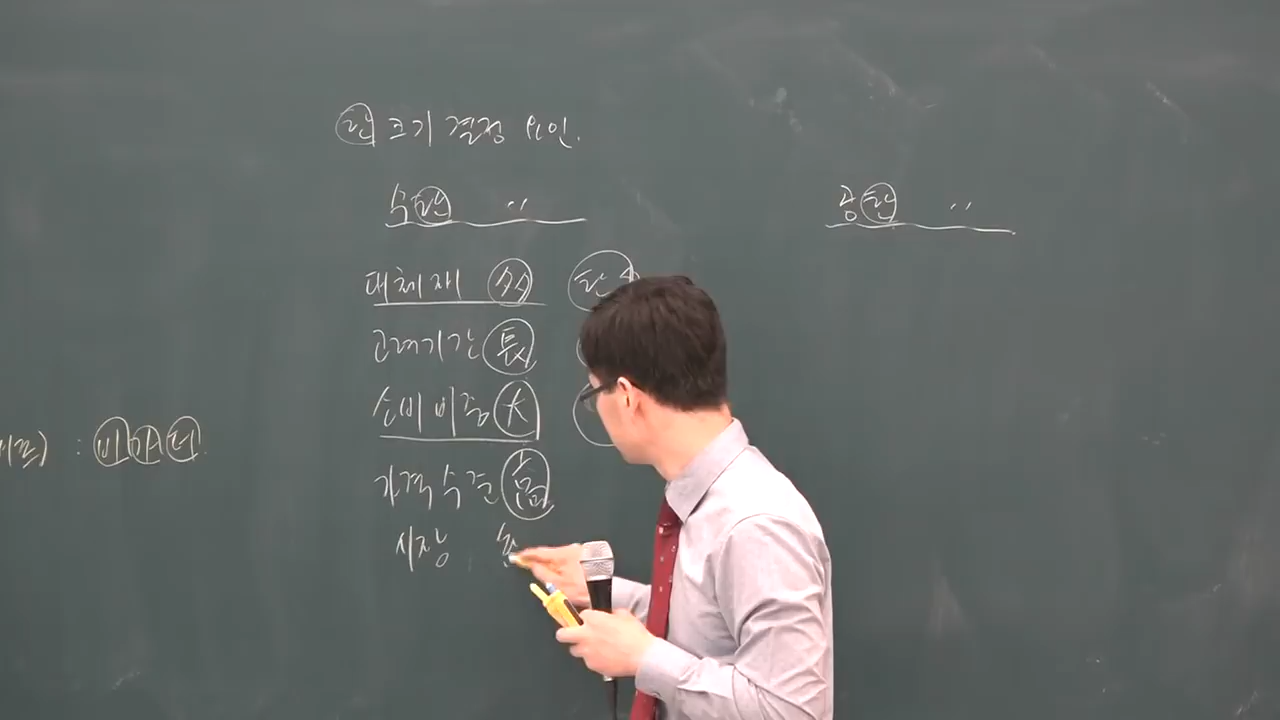 탄 크기 결정 요인.
수탄 〃
공탄 〃
대체재 多
탄
고려기간 長
소비 비중 大
가격수준 高
시장
: 비